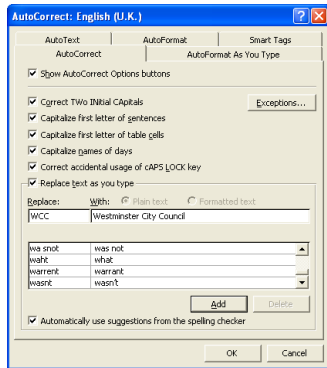 AutoCorrect: English (U.K.)
AutoText AutoFormat Smart Tags
AutoCorrect AutoFormat As You Type
Show AutoCorrect Options buttons
Correct TWo INitial CApitals Exceptions...
Capitalize first letter of sentences
Capitalize first letter of table cells
Capitalize names of days
Correct accidental usage of cAPS LOCK key
Replace text as you type
Replace: With: Plain text Formatted text
WCC Westminster City Council
wa snot was not
waht what
warrent warrant
wasnt wasn't
Add Delete
Automatically use suggestions from the spelling checker
OK Cancel